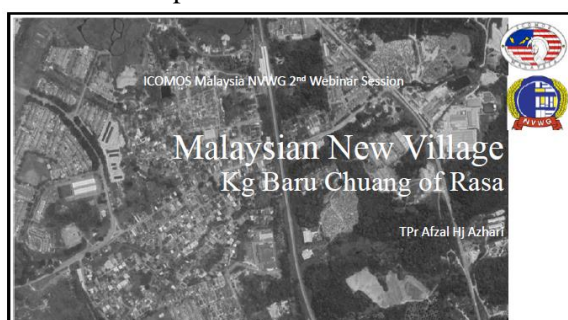 ICOMOS Malaysia NVWG 2nd Webinar Session
Malaysian New Village
Kg Baru Chuang of Rasa
TPr Afzal Hj Azhari
NVWG